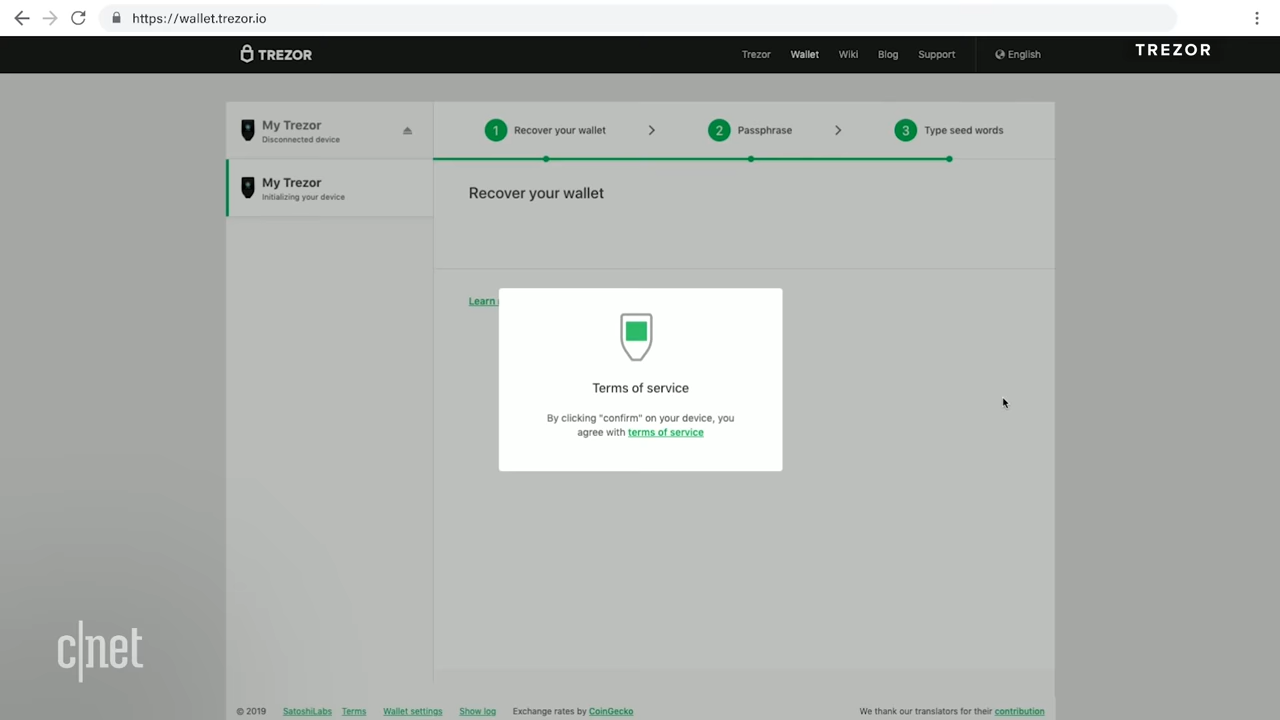 https://wallet.trezor.io
TREZOR
Trezor
Wallet
Wiki
Blog
Support
English
TREZOR
My Trezor
Disconnected device
1 Recover your wallet
2 Passphrase
3 Type seed words
My Trezor
Initializing your device
Recover your wallet
Learn
Terms of service
By clicking "confirm" on your device, you
agree with terms of service
c|net
© 2019 SatoshiLabs Terms Wallet settings Show log Exchange rates by CoinGecko
We thank our translators for their contribution